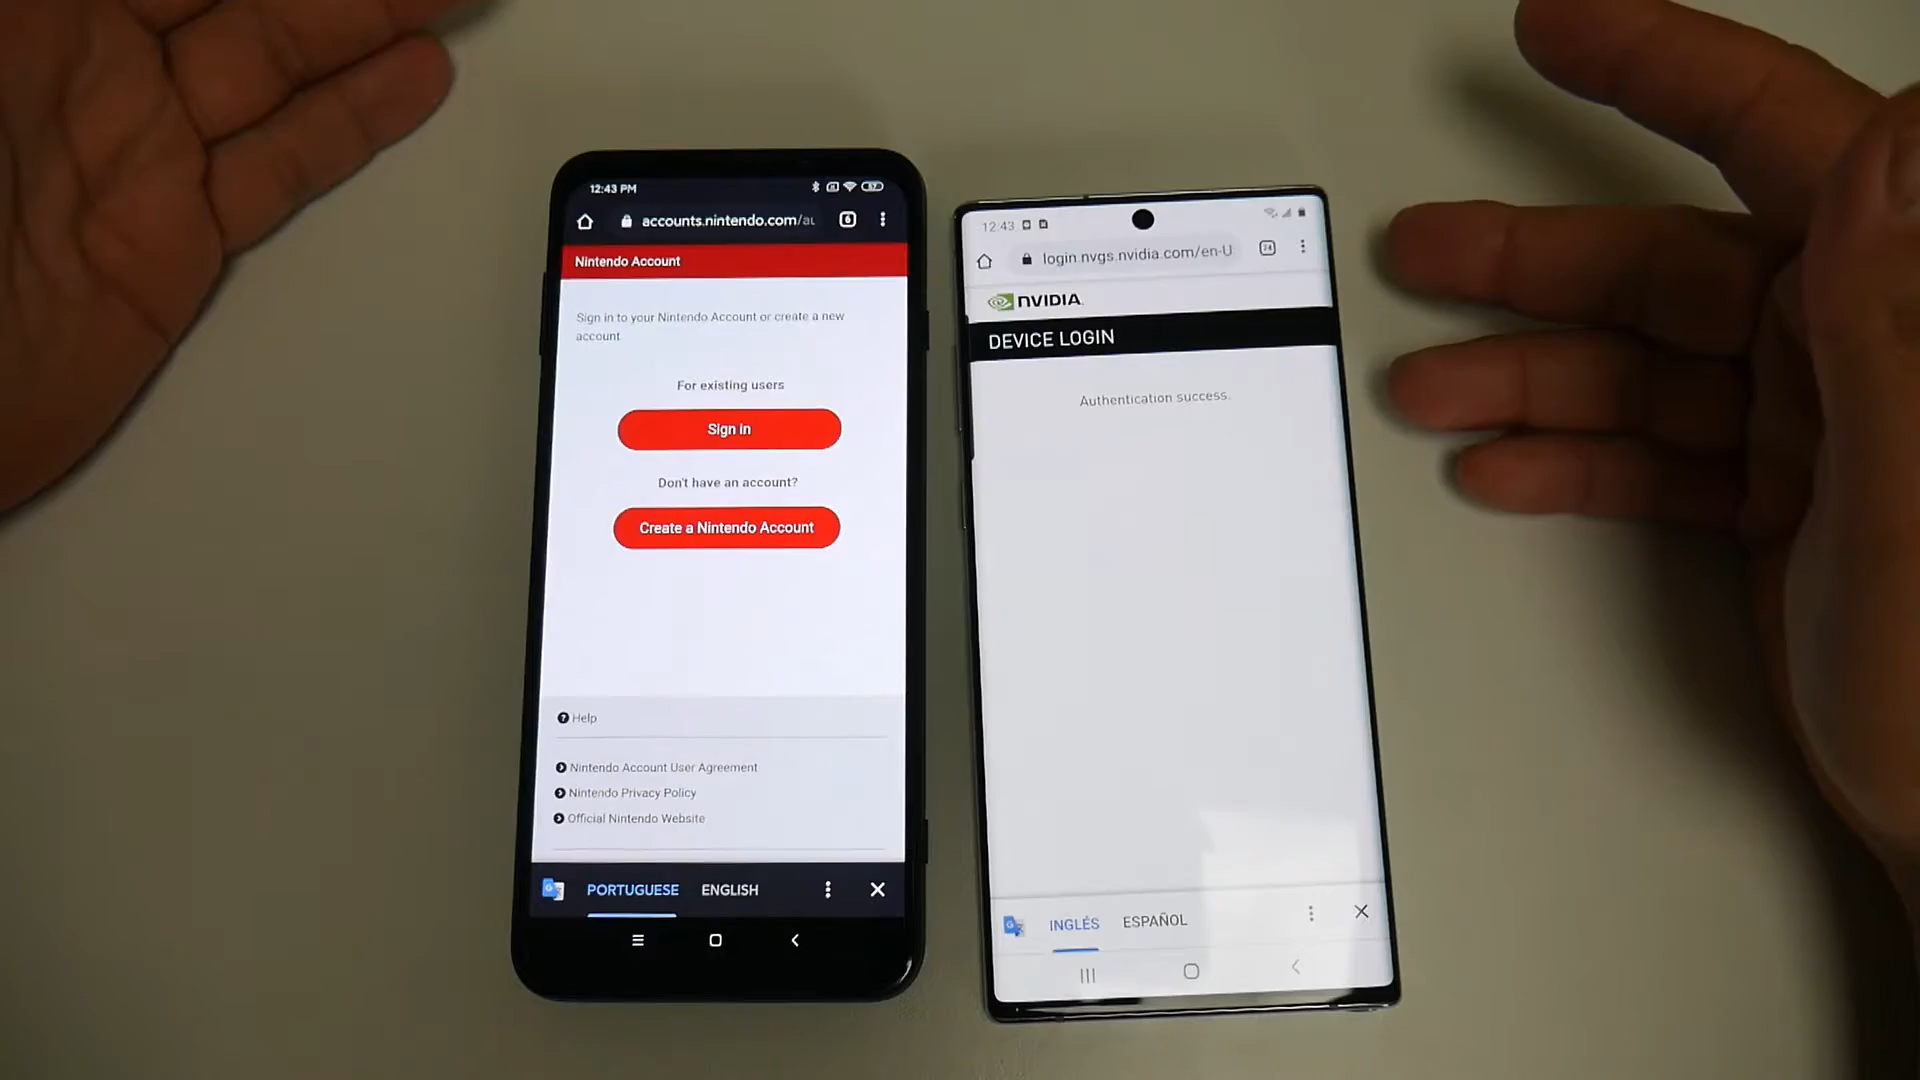 12:43 PM
57
accounts.nintendo.com/au
6
Nintendo Account
Sign in to your Nintendo Account or create a new
account
For existing users
Sign in
Don't have an account?
Create a Nintendo Account
Help
Nintendo Account User Agreement
Nintendo Privacy Policy
Official Nintendo Website
PORTUGUESE ENGLISH
12:43
login.nvgs.nvidia.com/en-U
24
NVIDIA
DEVICE LOGIN
Authentication success.
INGLÉS ESPAÑOL